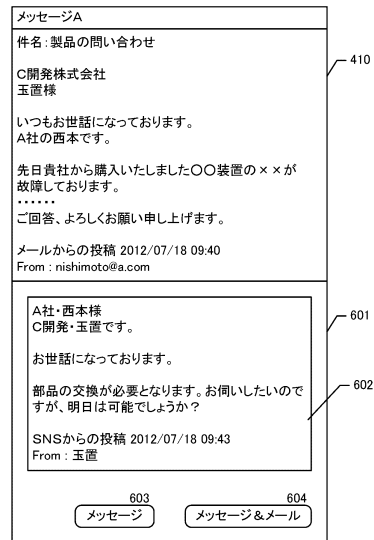 メッセージA
件名:製品の問い合わせ
410
C開発株式会社
玉置様
いつもお世話になっております。
A社の西本です。
先日貴社から購入いたしました〇〇装置の××が
故障しております。
・・・・・・
ご回答、よろしくお願い申し上げます。
メールからの投稿 2012/07/18 09:40
From : nishimoto@a.com
A社・西本様
C開発・玉置です。
601
お世話になっております。
602
部品の交換が必要となります。お伺いしたいので
すが、明日は可能でしょうか?
SNSからの投稿 2012/07/18 09:43
From : 玉置
603
604
メッセージ
メッセージ&メール